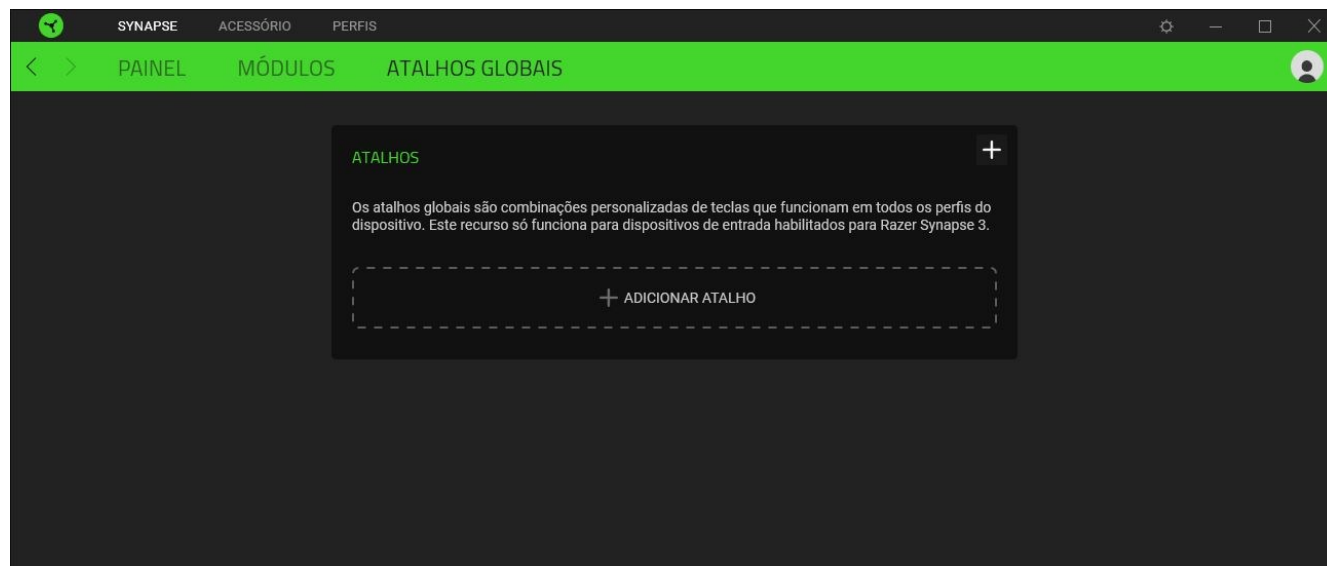 SYNAPSE ACESSÓRIO PERFIS
PAINEL MÓDULOS ATALHOS GLOBAIS
ATALHOS
Os atalhos globais são combinações personalizadas de teclas que funcionam em todos os perfis do
dispositivo. Este recurso só funciona para dispositivos de entrada habilitados para Razer Synapse 3.
ADICIONAR ATALHO